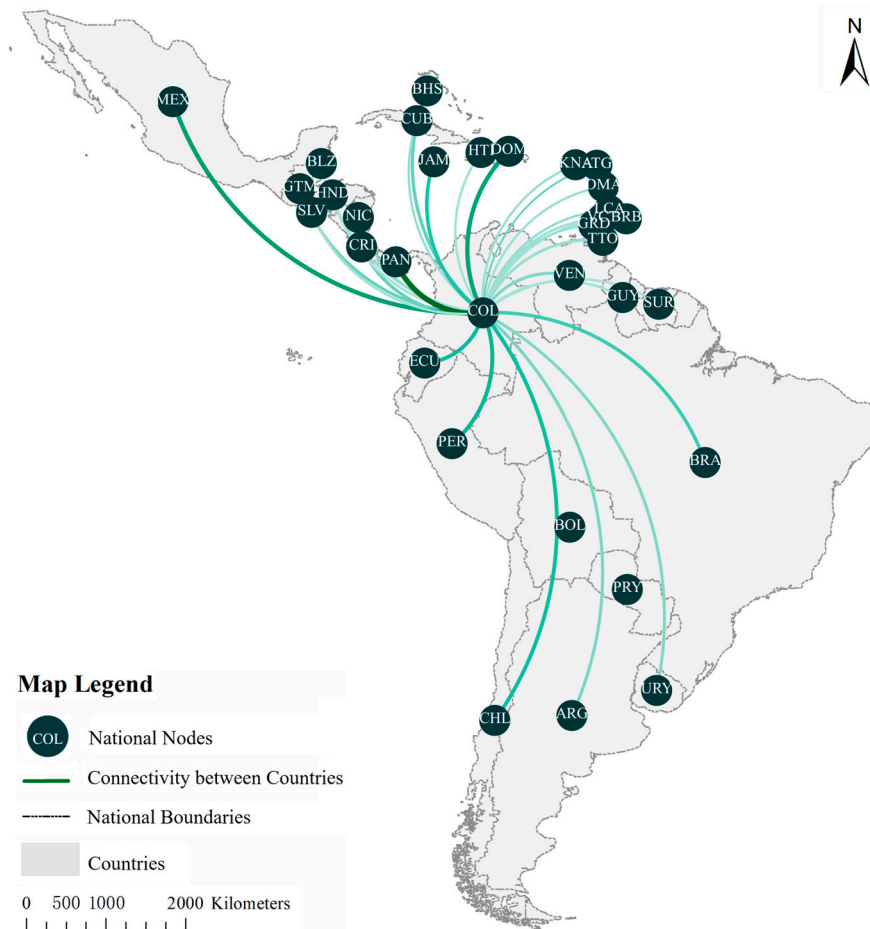 N
MEX
BHS
CUB
BLZ
JAM
HTI
DOM
KNA
ATG
DMA
GTM
HND
SLV
NIC
LCA
BRB
GRD
TTO
CRI
PAN
VEN
GUY
SUR
COL
ECU
PER
BRA
BOL
PRY
URY
CHL
ARG
Map Legend
COL National Nodes
Connectivity between Countries
National Boundaries
Countries
0 500 1000 2000 Kilometers